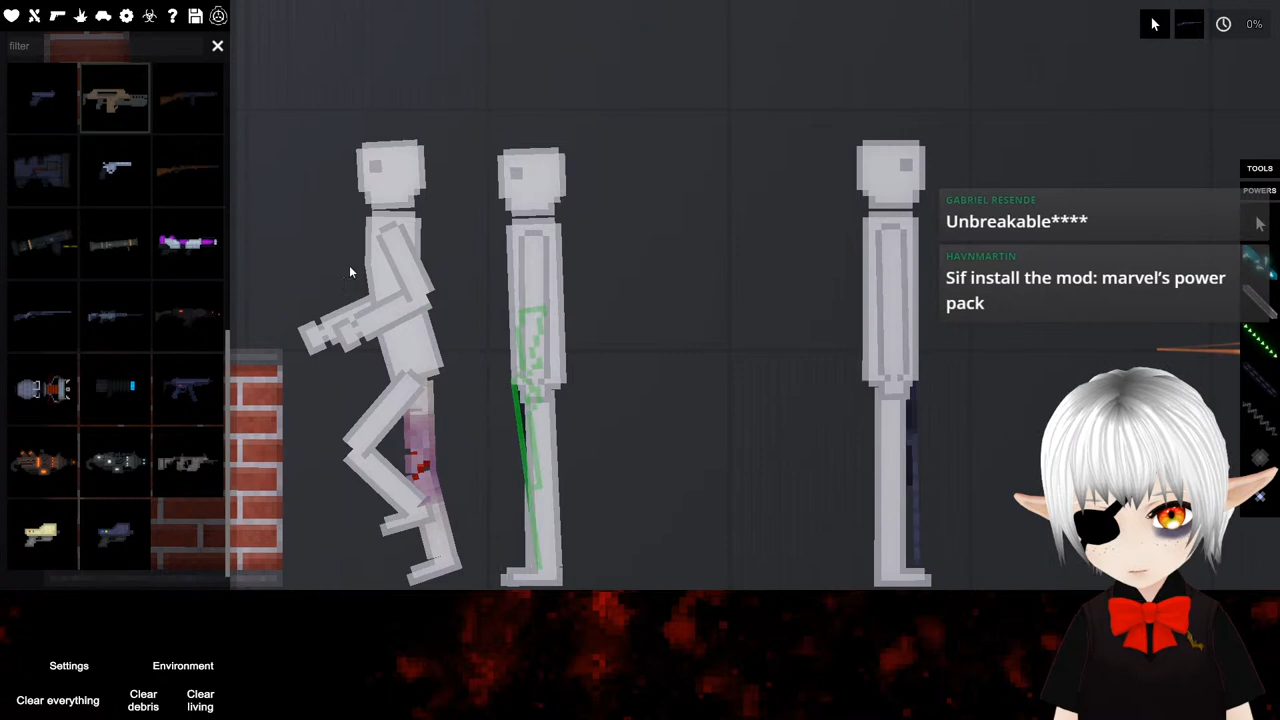 filter
0%
TOOLS
POWERS
GABRIEL RESENDE
Unbreakable****
HAVNMARTIN
Sif install the mod: marvel's power
pack
Settings
Environment
Clear everything
Clear
debris
Clear
living